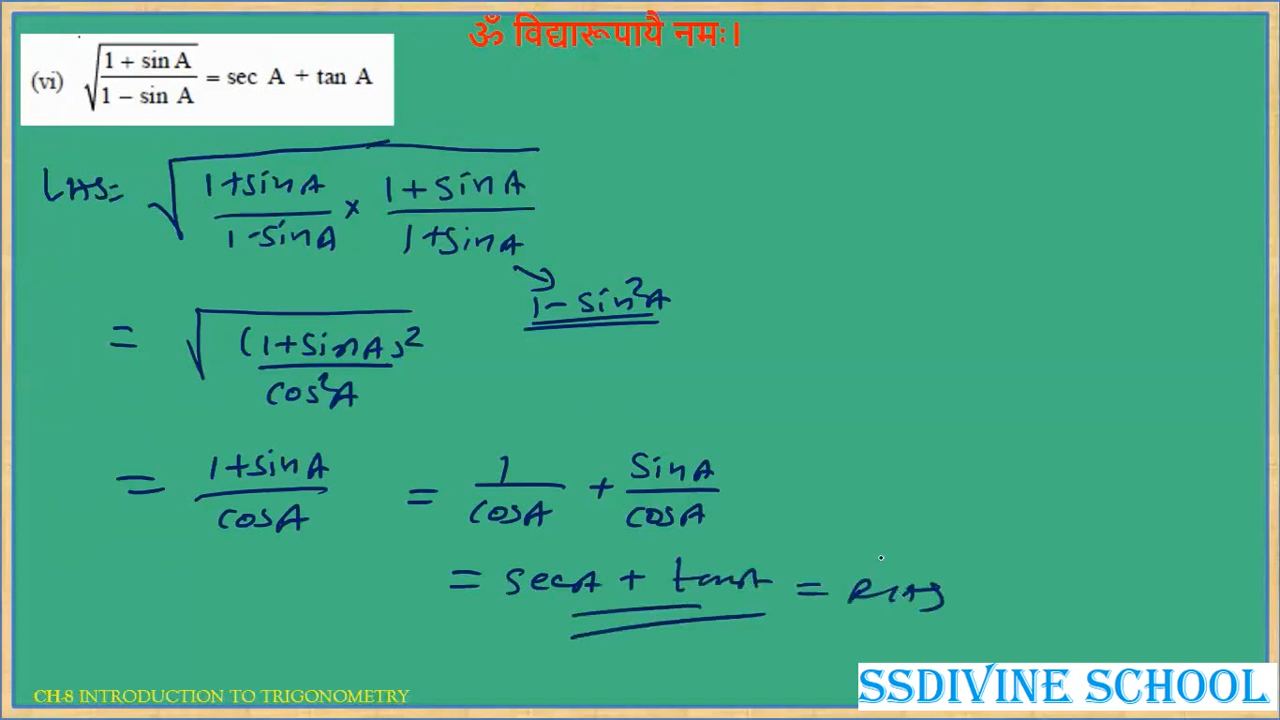 ॐ विद्यारूपायै नमः।
(vi) √((1 + sin A)/(1 – sin A)) = sec A + tan A
LHS= √((1+sinA)/(1-sinA) × (1+sinA)/(1+sinA))
1-sin²A
= √((1+sinA)²/cos²A)
= (1+sinA)/cosA = 1/cosA + sinA/cosA
= secA + tanA = RHS
CH-8 INTRODUCTION TO TRIGONOMETRY
SSDIVINE SCHOOL